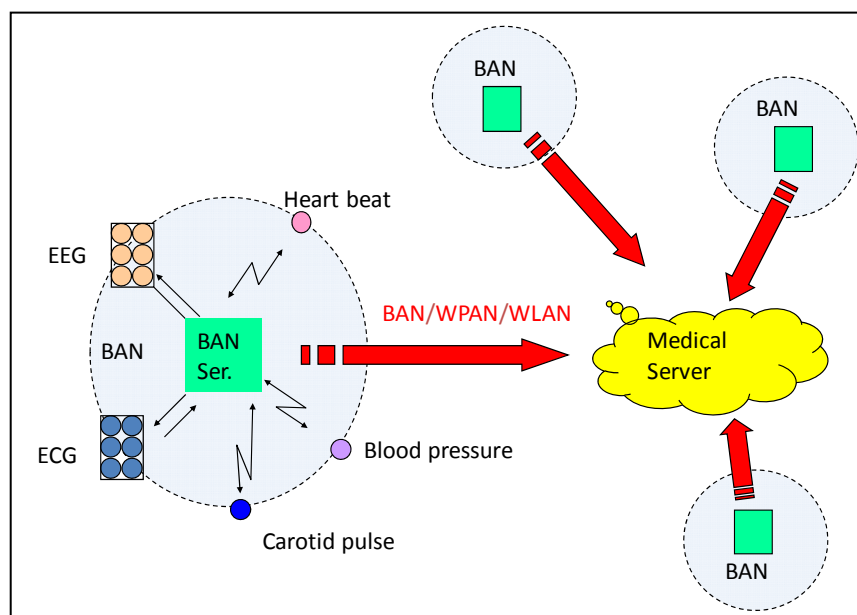 BAN
BAN
Heart beat
EEG
BAN/WPAN/WLAN
BAN
BAN
Ser.
Medical
Server
ECG
Blood pressure
Carotid pulse
BAN